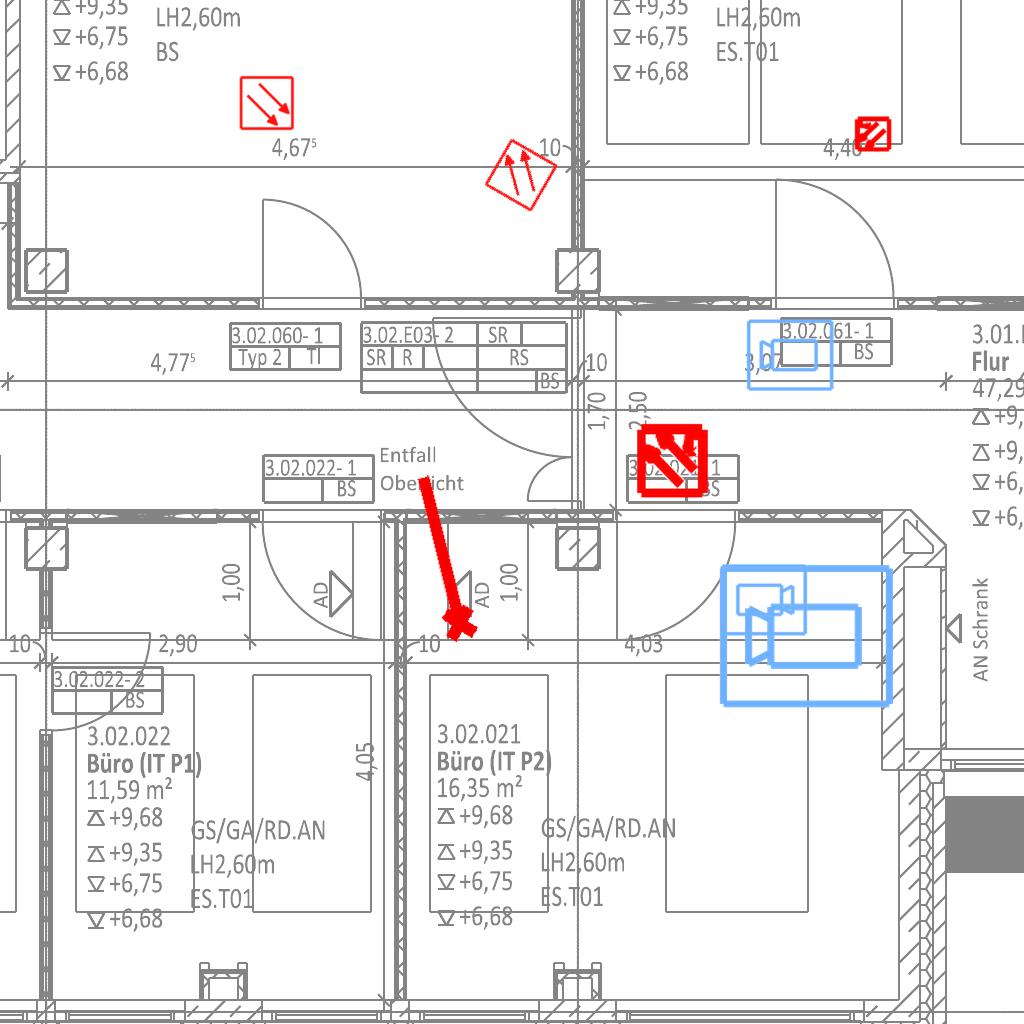 +9,35
LH2,60m
+6,75
BS
+6,68
+9,35
LH2,60m
+6,75
ES.T01
+6,68
4,67⁵
10
4,40
3.02.060- 1
Typ 2
TI
3.02.E03- 2
SR
SR
R
RS
BS
3.02.061- 1
BS
4,77⁵
10
3,07
1,70
2,50
3.01.
Flur
47,29
+9,
+9,
+6,
+6,
3.02.022- 1
BS
Entfall
BS
1,00
AD
AD
1,00
AN Schrank
10
2,90
10
4,03
3.02.022- 2
BS
3.02.022
Büro (IT P1)
11,59 m²
+9,68
+9,35
+6,75
+6,68
GS/GA/RD.AN
LH2,60m
ES.T01
4,05
3.02.021
Büro (IT P2)
16,35 m²
+9,68
+9,35
+6,75
+6,68
GS/GA/RD.AN
LH2,60m
ES.T01